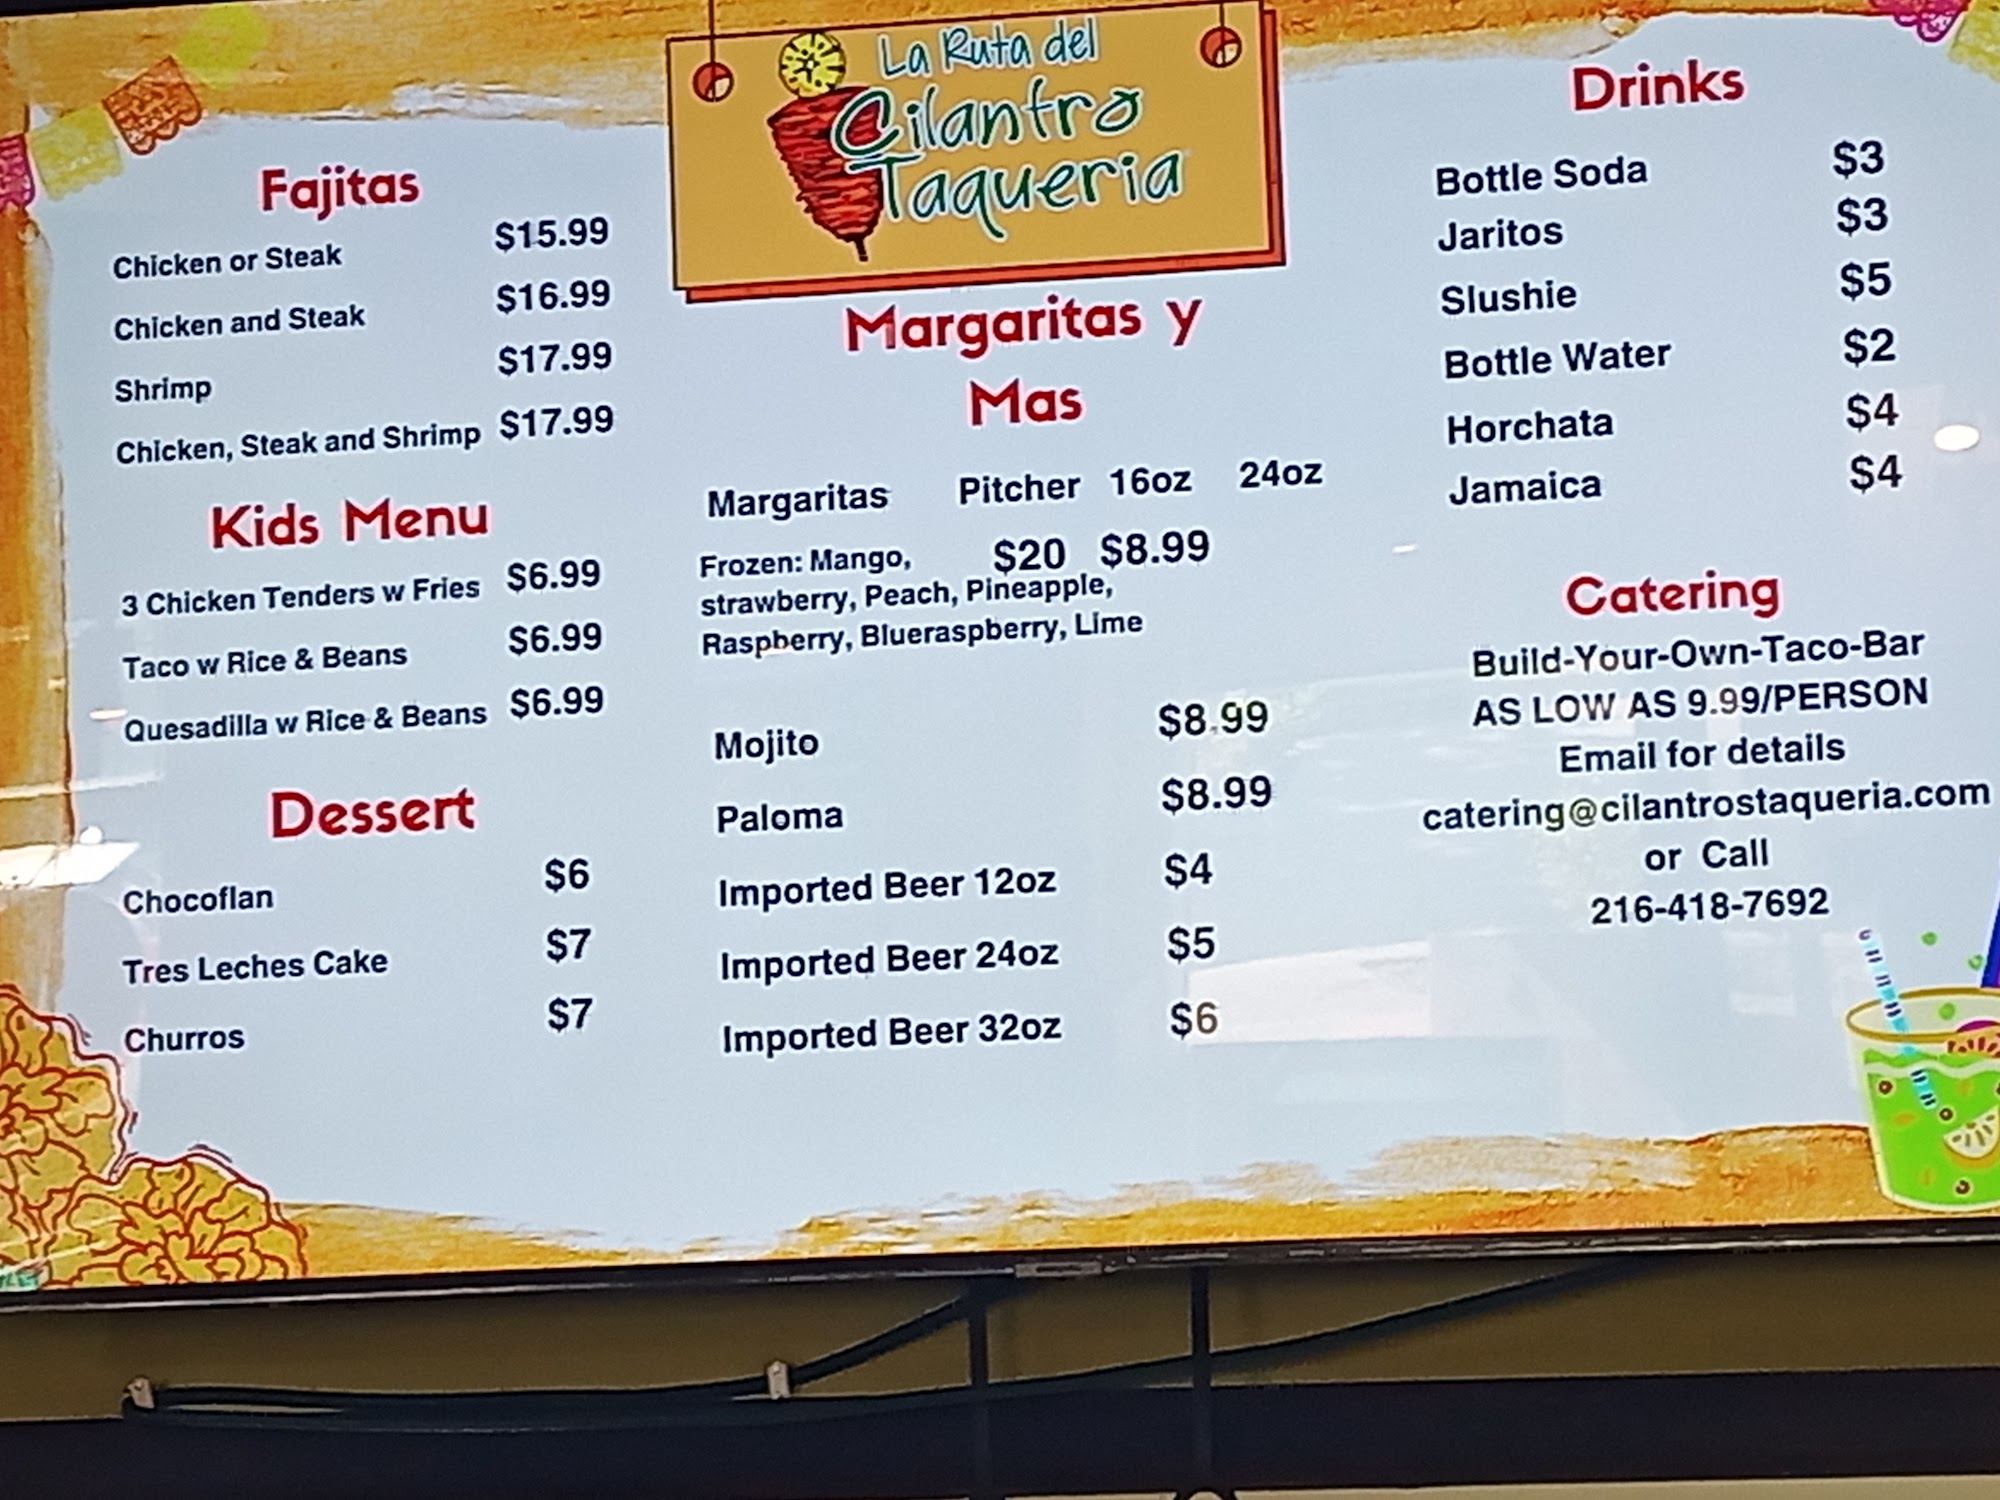 La Ruta del
Cilantro
Taqueria
Fajitas
Chicken or Steak $15.99
Chicken and Steak $16.99
Shrimp $17.99
Chicken, Steak and Shrimp $17.99
Kids Menu
3 Chicken Tenders w Fries $6.99
Taco w Rice & Beans $6.99
Quesadilla w Rice & Beans $6.99
Dessert
Chocoflan $6
Tres Leches Cake $7
Churros $7
Margaritas y
Mas
Margaritas Pitcher 16oz 24oz
Frozen: Mango, $20 $8.99
strawberry, Peach, Pineapple,
Raspberry, Blueraspberry, Lime
Mojito $8.99
Paloma $8.99
Imported Beer 12oz $4
Imported Beer 24oz $5
Imported Beer 32oz $6
Drinks
Bottle Soda $3
Jaritos $3
Slushie $5
Bottle Water $2
Horchata $4
Jamaica $4
Catering
Build-Your-Own-Taco-Bar
AS LOW AS 9.99/PERSON
Email for details
catering@cilantrostaqueria.com
or Call
216-418-7692